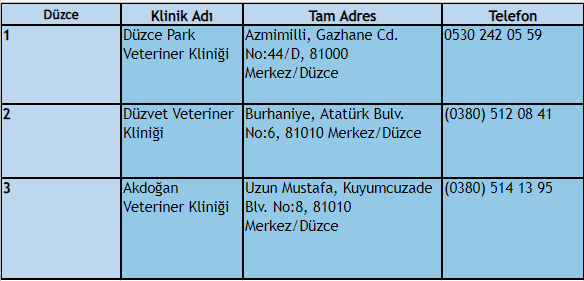 Düzce Klinik Adı Tam Adres Telefon
1 Düzce Park Azmimilli, Gazhane Cd. 0530 242 05 59
Veteriner Kliniği No:44/D, 81000
Merkez/Düzce
2 Düzvet Veteriner Burhaniye, Atatürk Bulv. (0380) 512 08 41
Kliniği No:6, 81010 Merkez/Düzce
3 Akdoğan Uzun Mustafa, Kuyumcuzade (0380) 514 13 95
Veteriner Kliniği Blv. No:8, 81010
Merkez/Düzce